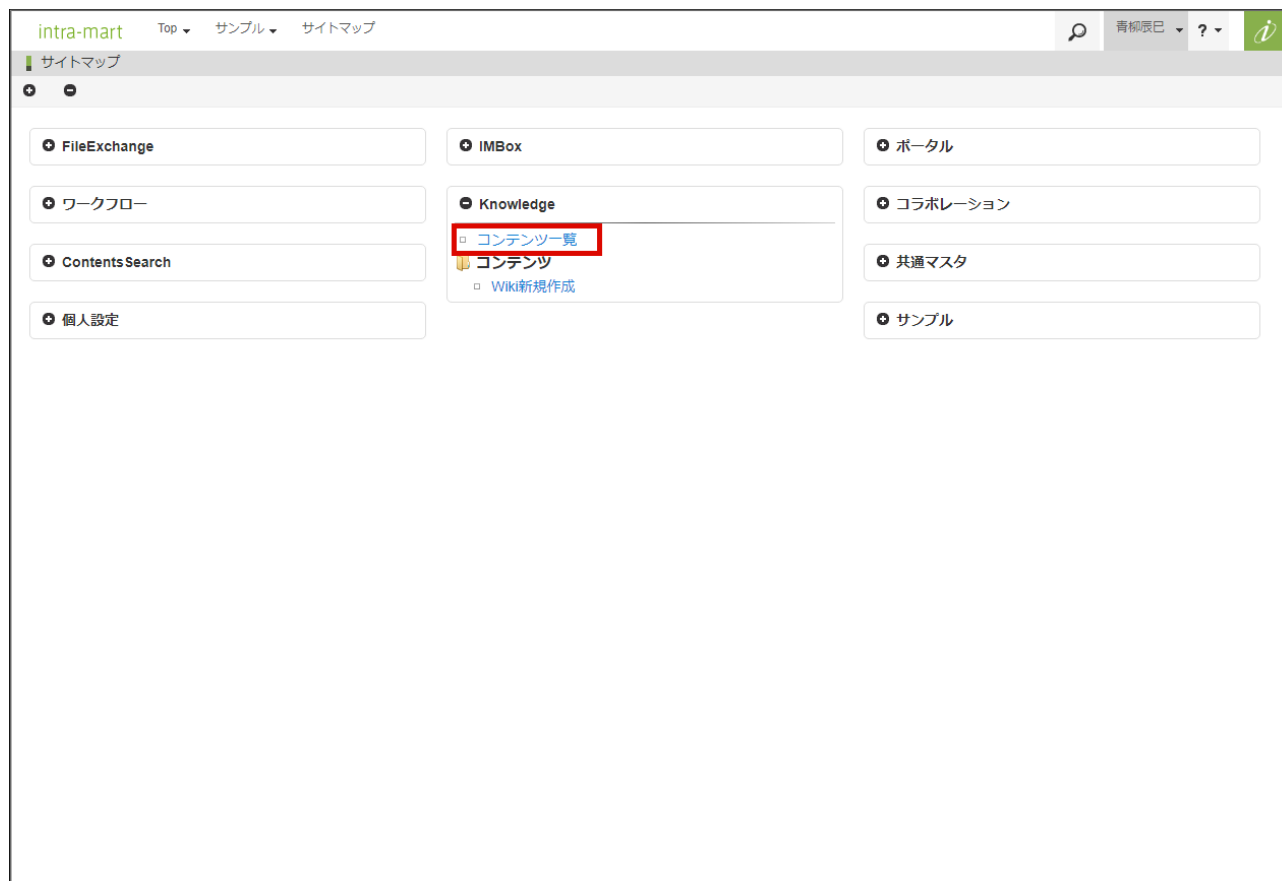 intra-mart Top サンプル サイトマップ 青柳辰巳 ?
サイトマップ
FileExchange
IMBox
ポータル
ワークフロー
Knowledge
コラボレーション
コンテンツ一覧
コンテンツ
Wiki新規作成
ContentsSearch
共通マスタ
個人設定
サンプル